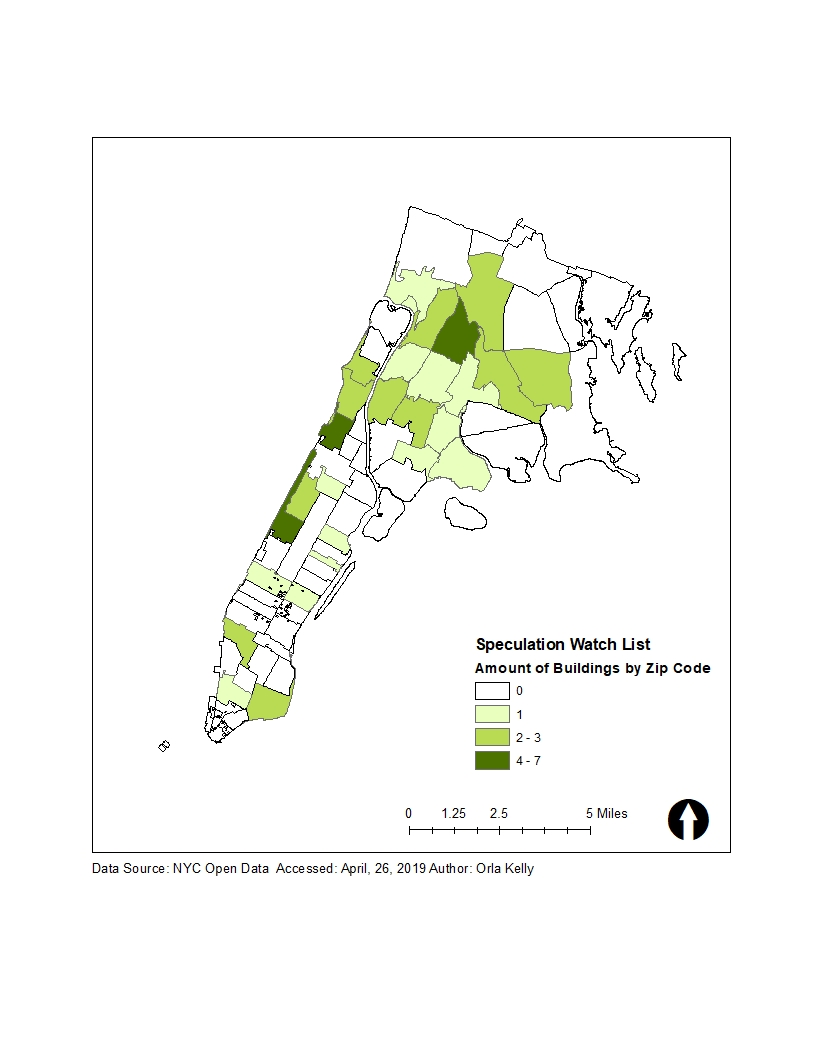 Speculation Watch List
Amount of Buildings by Zip Code
0
1
2 - 3
4 - 7
0 1.25 2.5 5 Miles
Data Source: NYC Open Data Accessed: April, 26, 2019 Author: Orla Kelly